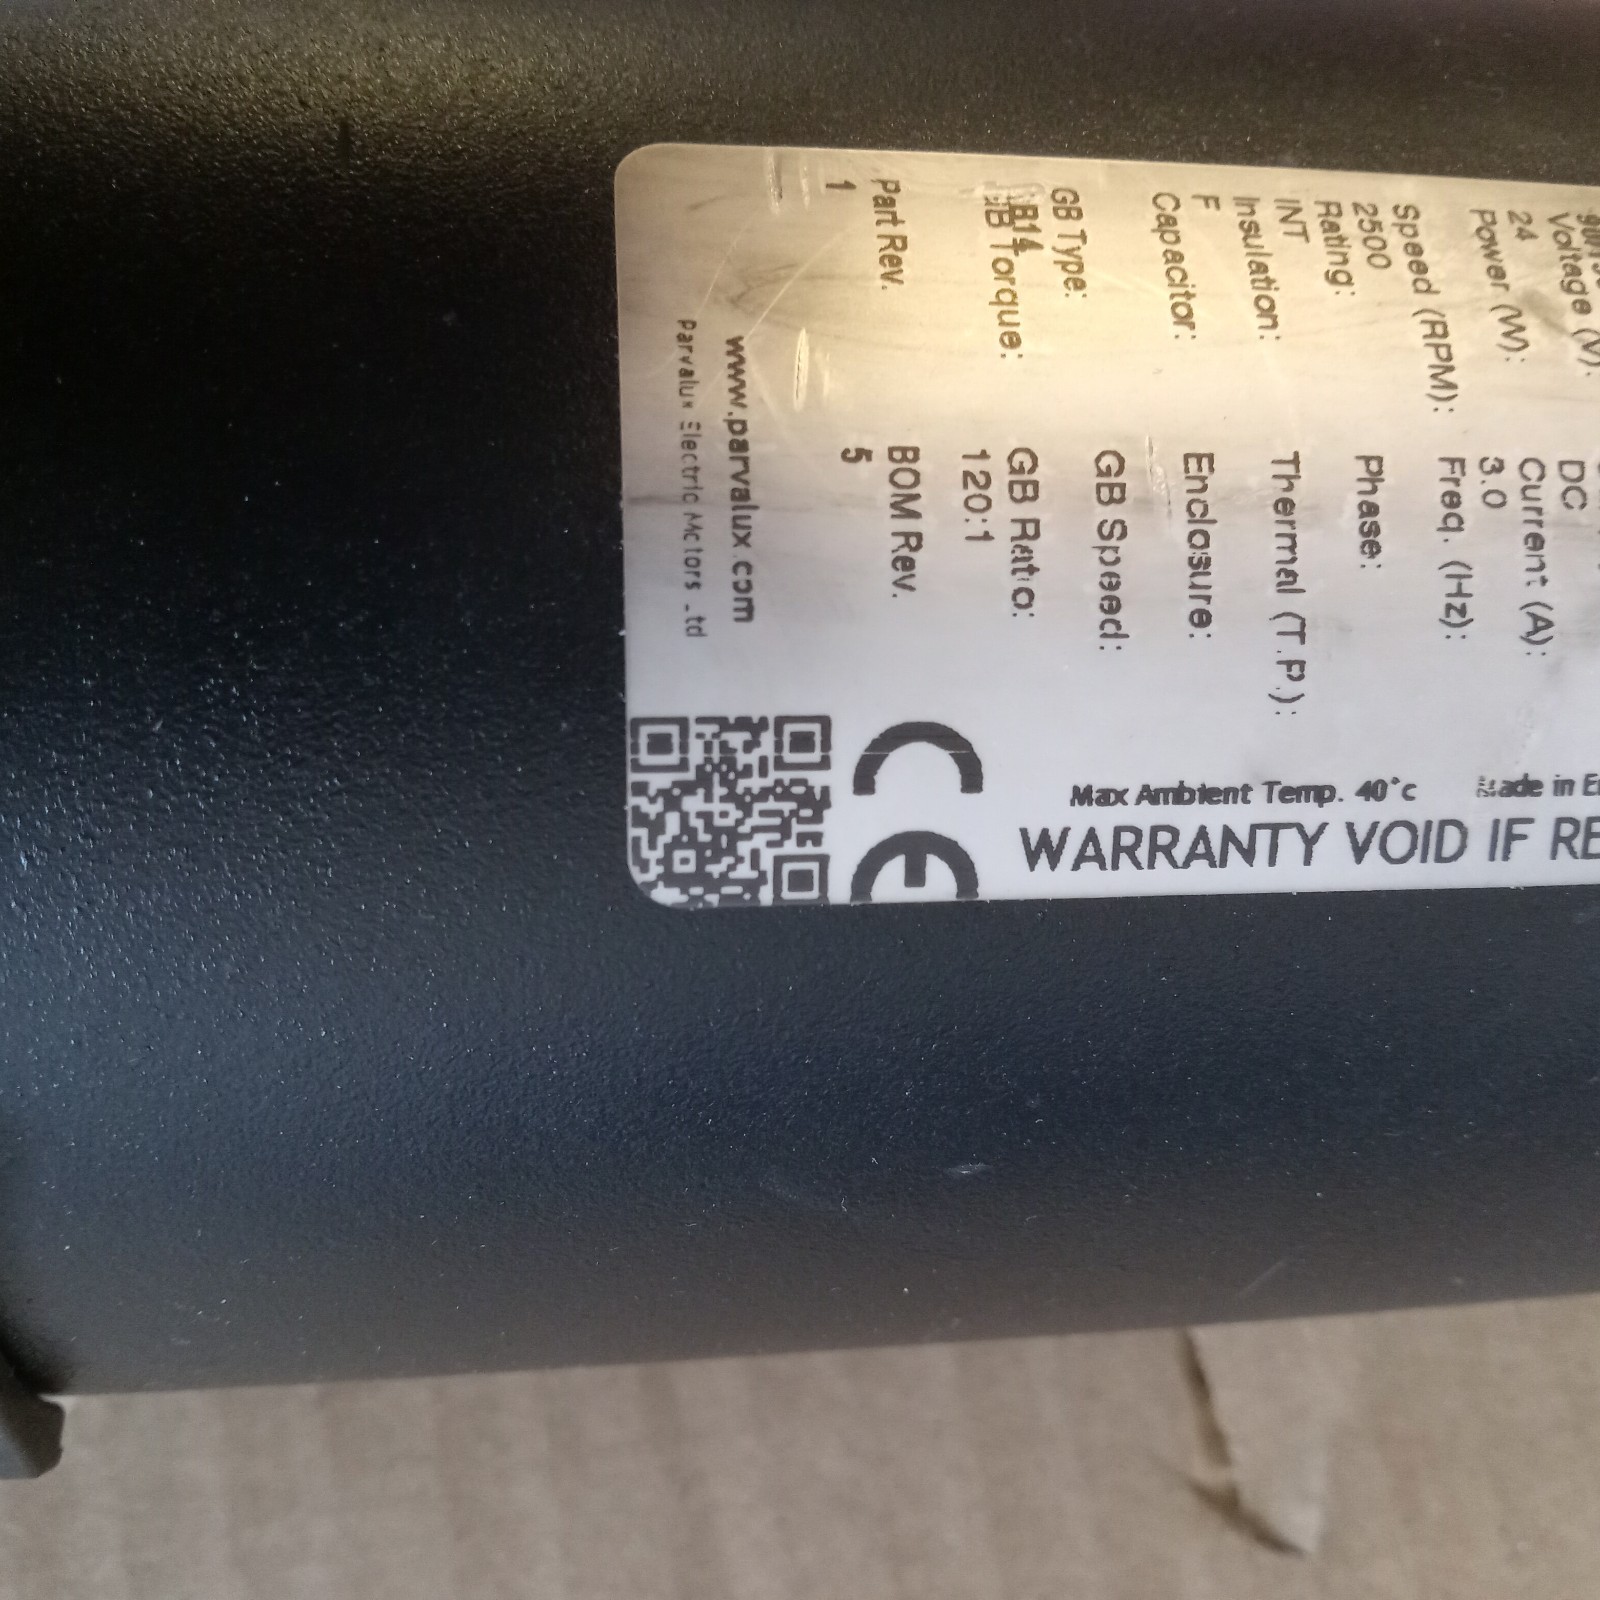 Voltage (V):
24 DC
Power (W): Current (A):
3.0
Speed (RPM): Freq. (Hz):
2500
Rating: Phase:
INT
Insulation: Thermal (T.P.):
F
Capacitor: Enclosure:
GB Type: GB Speed:
GB Torque: GB Ratio:
120:1
Part Rev. BOM Rev.
1 5
www.parvalux.com
Parvalux Electric Motors Ltd
CE
Max Ambient Temp. 40°c Made in
WARRANTY VOID IF